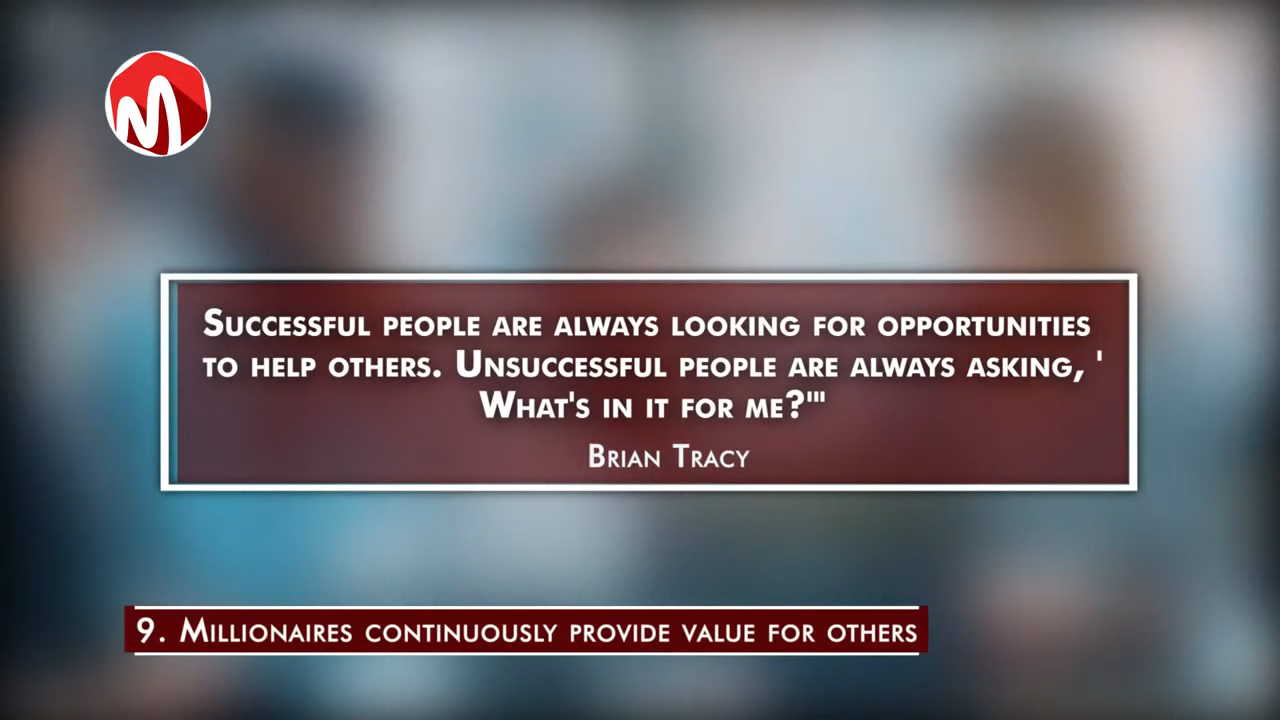 Successful people are always looking for opportunities
to help others. Unsuccessful people are always asking, '
What's in it for me?'"
Brian Tracy
9. Millionaires continuously provide value for others